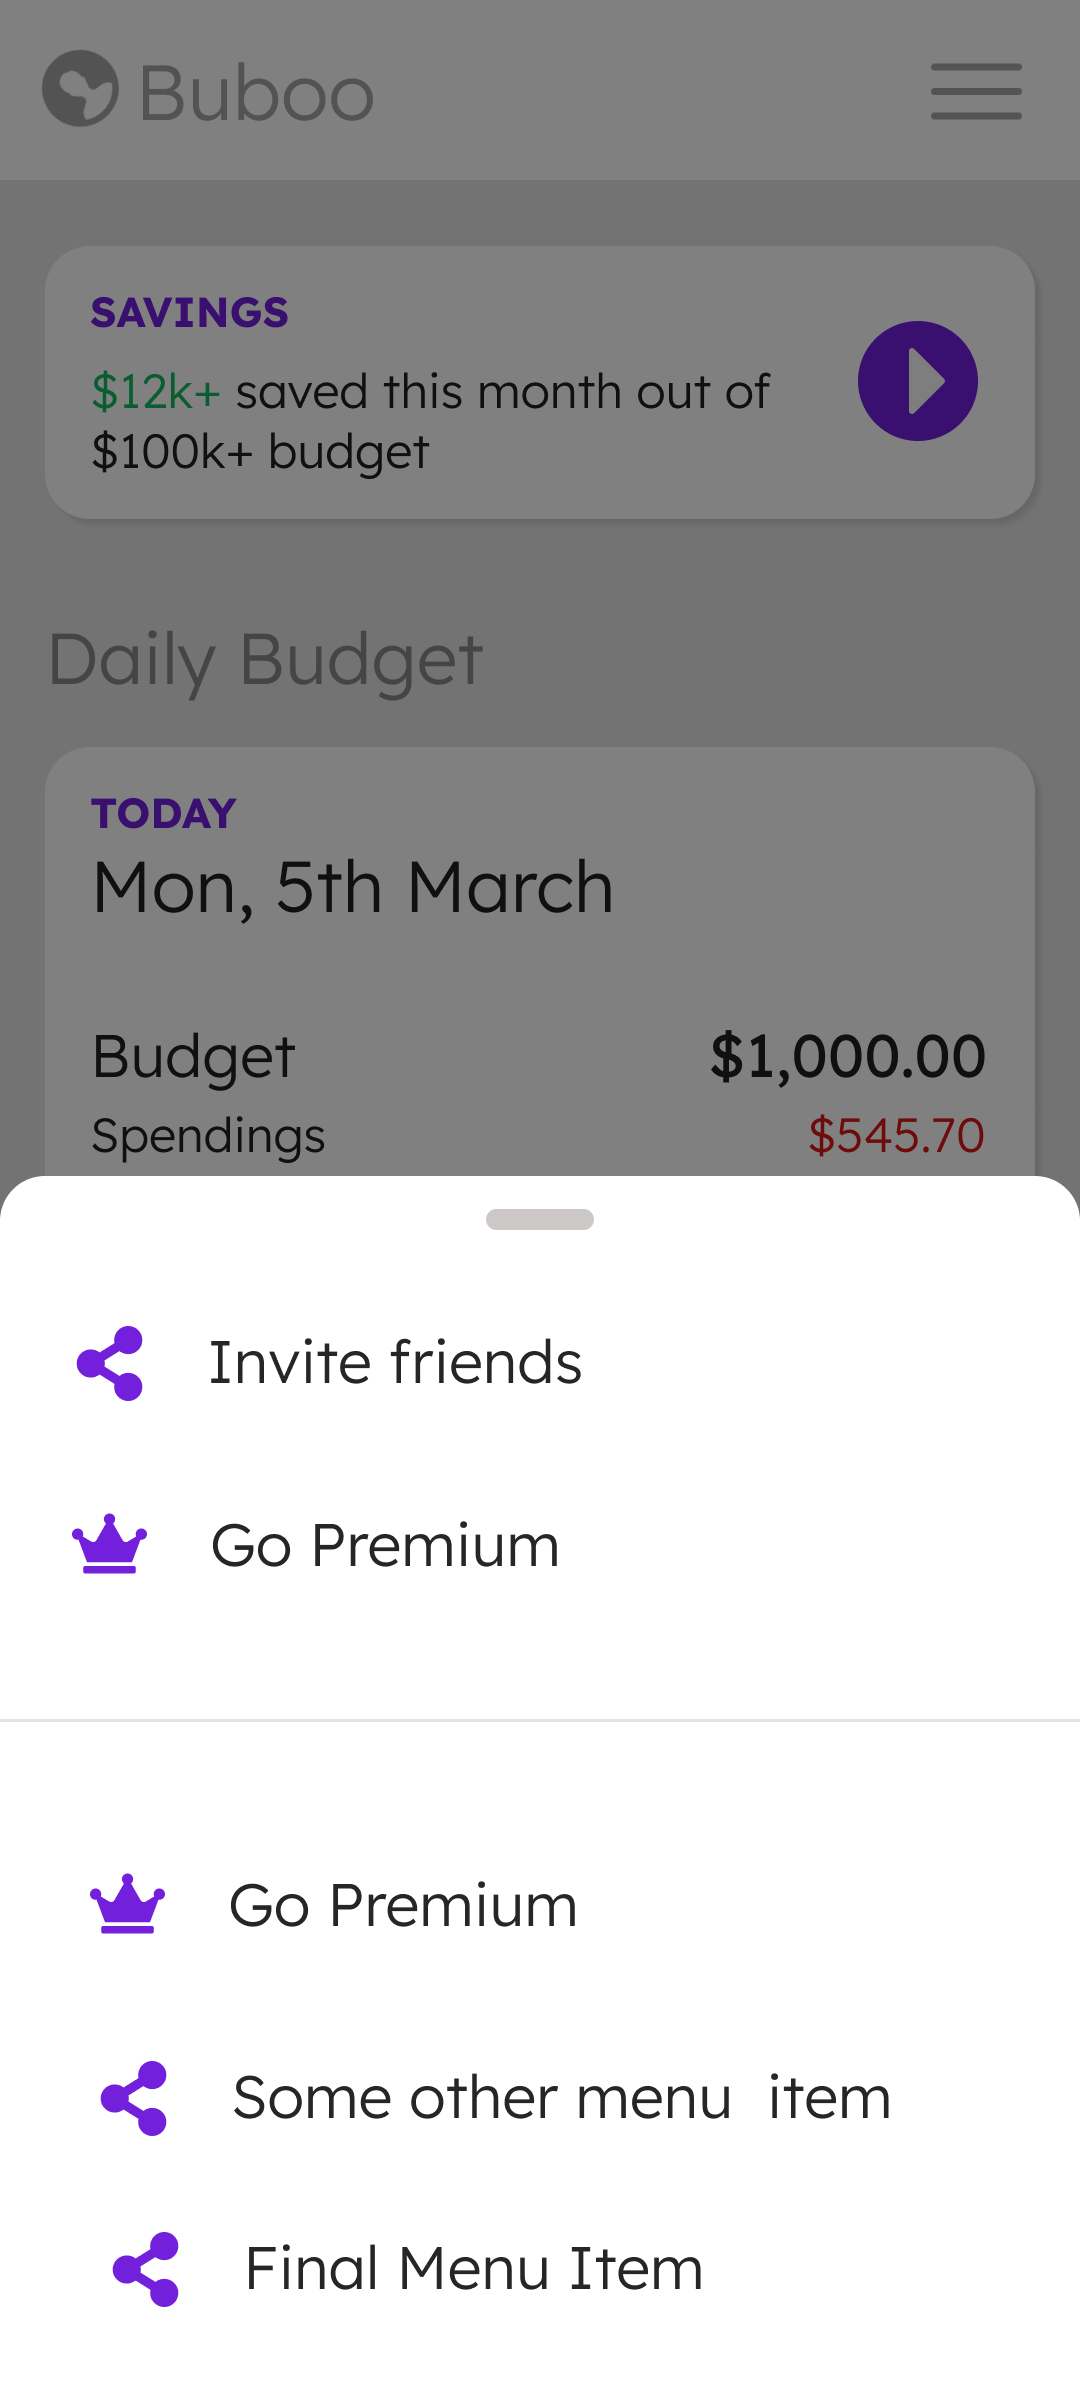 Buboo
SAVINGS
$12k+ saved this month out of
$100k+ budget
Daily Budget
TODAY
Mon, 5th March
Budget $1,000.00
Spendings $545.70
Invite friends
Go Premium
Go Premium
Some other menu  item
Final Menu Item